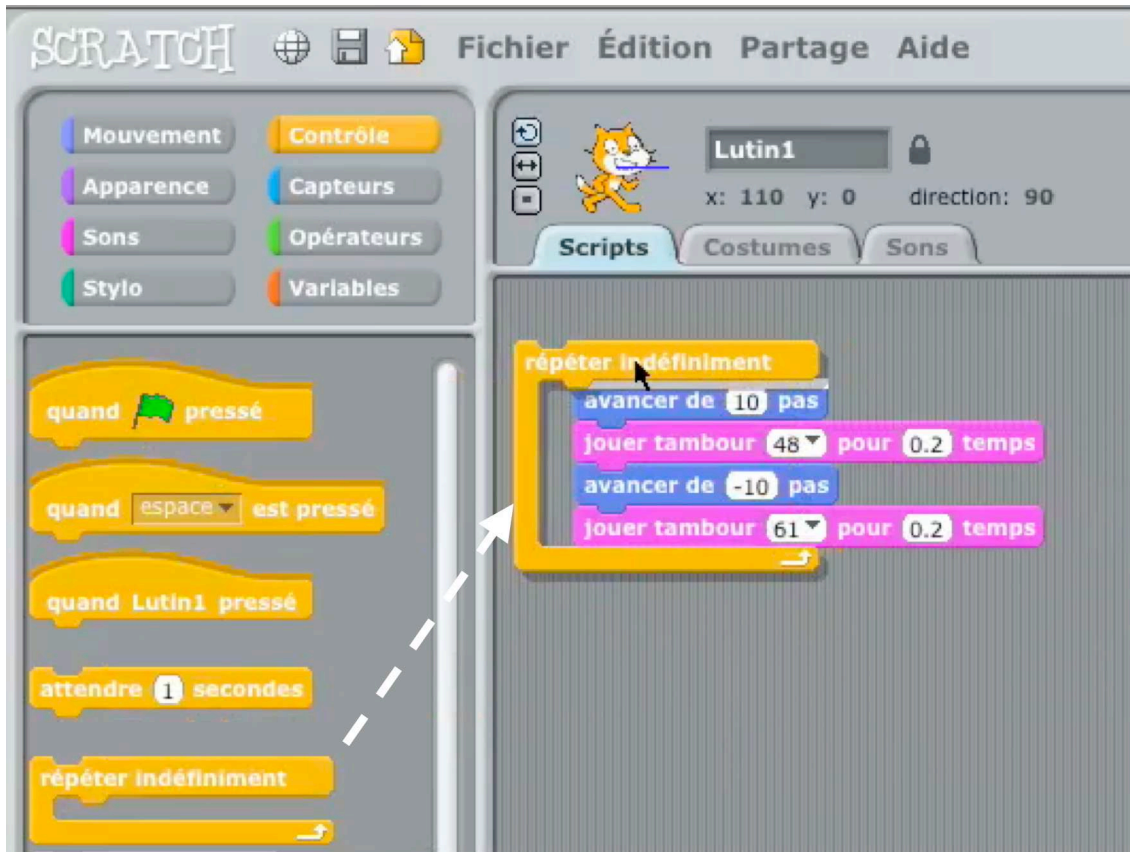 SCRATCH Fichier Édition Partage Aide
Mouvement Contrôle
Apparence Capteurs
Sons Opérateurs
Stylo Variables
Lutin1
x: 110 y: 0 direction: 90
Scripts Costumes Sons
quand pressé
quand espace est pressé
quand Lutin1 pressé
attendre 1 secondes
répéter indéfiniment
répéter indéfiniment
avancer de 10 pas
jouer tambour 48 pour 0.2 temps
avancer de -10 pas
jouer tambour 61 pour 0.2 temps